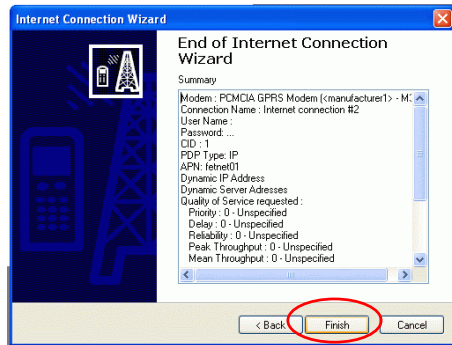 Internet Connection Wizard
End of Internet Connection
Wizard
Summary
Modem : PCMCIA GPRS Modem (<manufacturer1> - M
Connection Name : Internet connection #2
User Name :
Password: ...
CID : 1
PDP Type: IP
APN: fetnet01
Dynamic IP Address
Dynamic Server Adresses
Quality of Service requested :
Priority : 0 - Unspecified
Delay : 0 - Unspecified
Reliability : 0 - Unspecified
Peak Throughput : 0 - Unspecified
Mean Throughput : 0 - Unspecified
< Back Finish Cancel